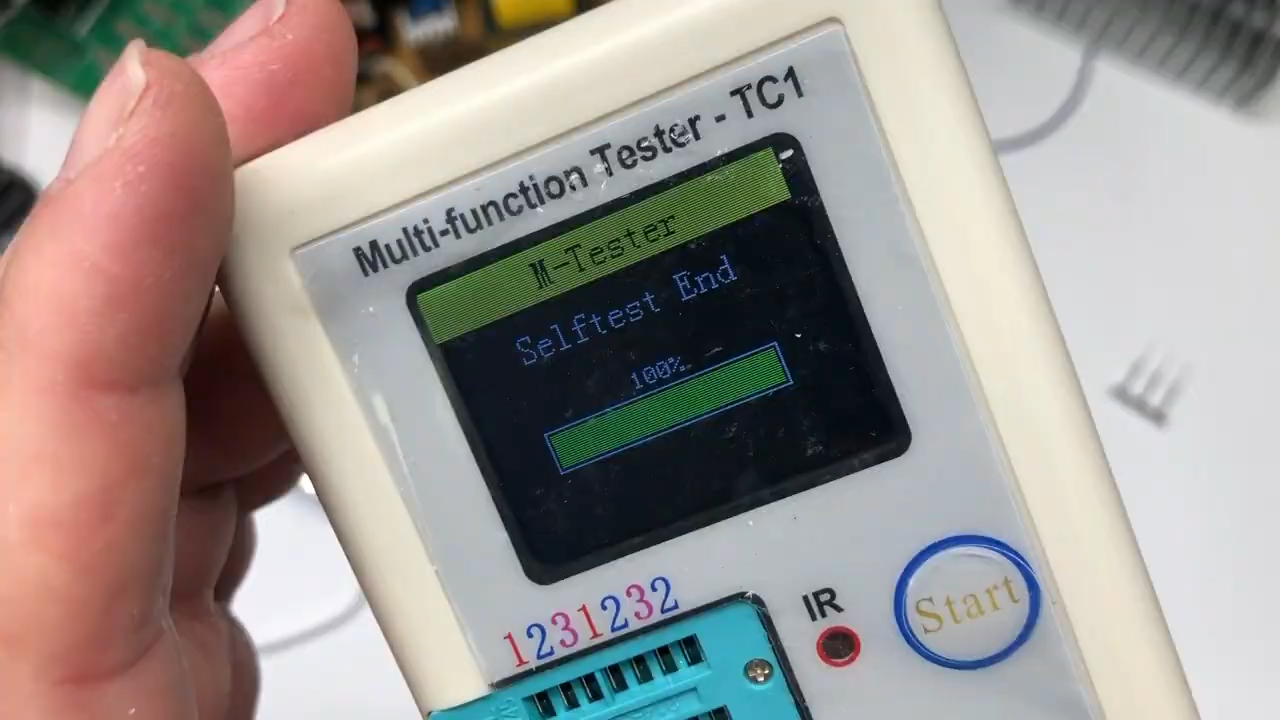 Multi-function Tester - TC1
M-Tester
Selftest End
100%
1231232
IR
Start